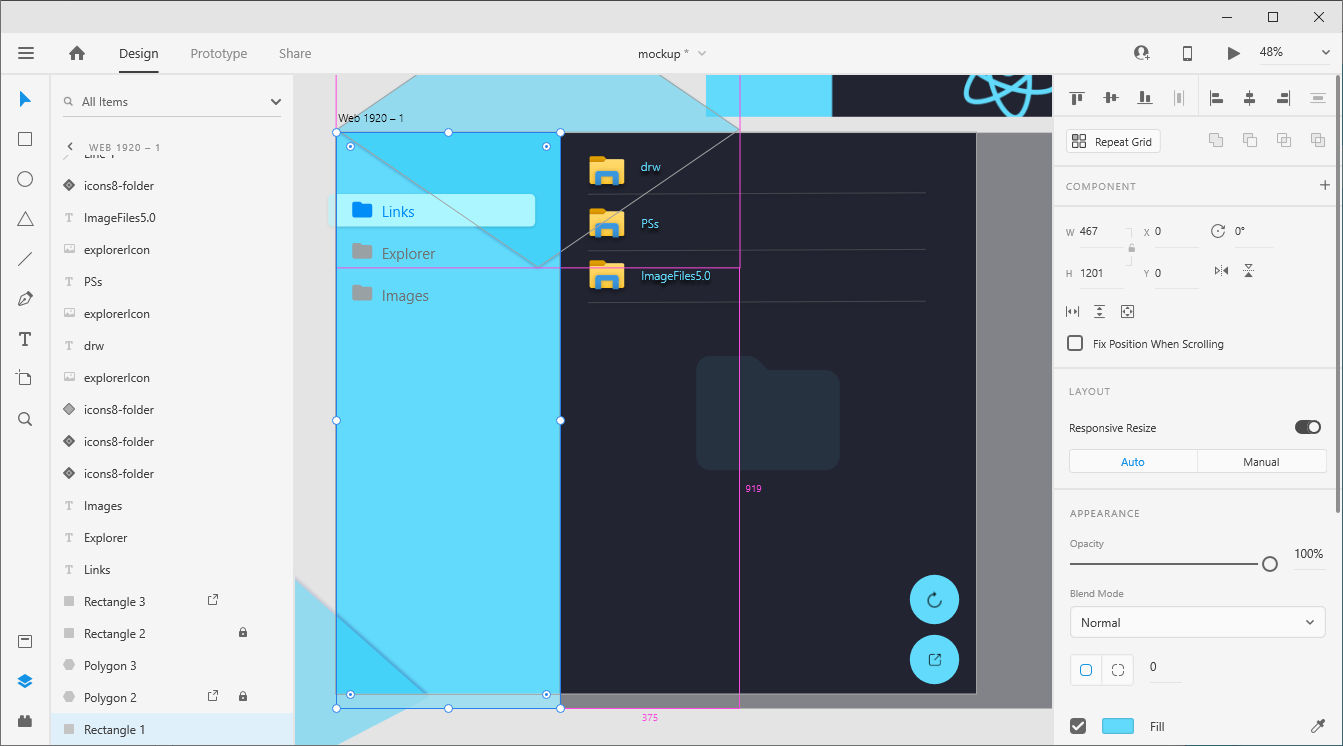 Design
Prototype
Share
mockup *
48%
All Items
WEB 1920 – 1
icons8-folder
ImageFiles5.0
explorerIcon
PSs
explorerIcon
drw
explorerIcon
icons8-folder
icons8-folder
icons8-folder
Images
Explorer
Links
Rectangle 3
Rectangle 2
Polygon 3
Polygon 2
Rectangle 1
Web 1920 – 1
Links
Explorer
Images
drw
PSs
ImageFiles5.0
919
375
Repeat Grid
COMPONENT
W 467
X 0
0°
H 1201
Y 0
Fix Position When Scrolling
LAYOUT
Responsive Resize
Auto
Manual
APPEARANCE
Opacity
100%
Blend Mode
Normal
0
Fill